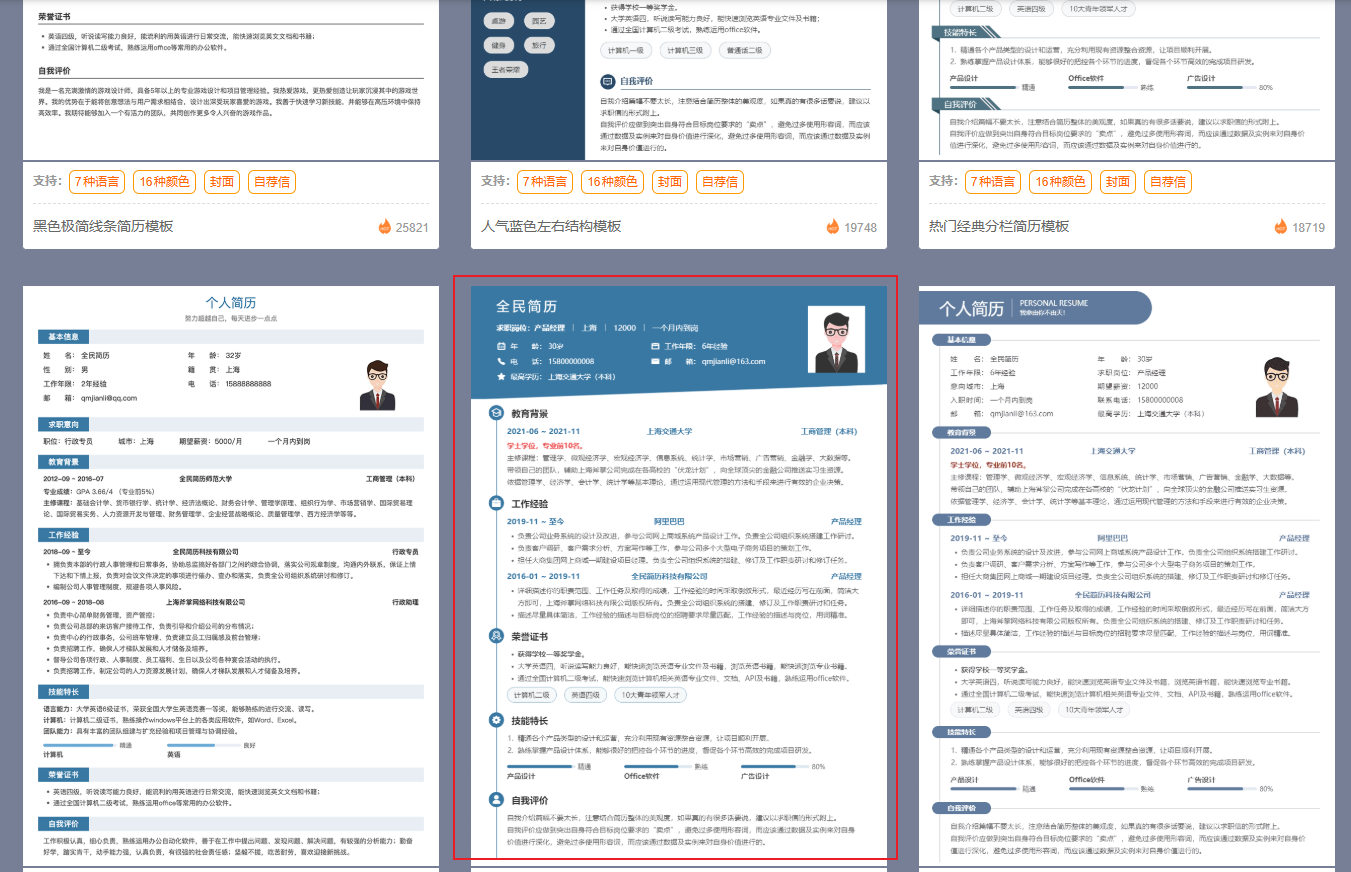 荣誉证书
英语四级，听说读写能力良好，能流利的用英语进行日常交流，能快速浏览英文文档和书籍；
通过全国计算机二级考试，熟练运用office等常用的办公软件。
自我评价
我是一名充满激情的游戏设计师，具备5年以上的专业游戏设计和项目管理经验。我热爱游戏，更热爱创造让玩家沉浸其中的游戏世
界。我的优势在于能将创意想法与用户需求相结合，设计出深受玩家喜爱的游戏。我善于快速学习新技能，并能够在高压环境中保持
高效率。我期待能够加入一个有活力的团队，共同创作更多令人兴奋的游戏作品。
支持：
7种语言
16种颜色
封面
自荐信
黑色极简线条简历模板
25821
桌游
园艺
健身
旅行
王者荣耀
获得学校一等奖学金。
大学英语四，听说读写能力良好，能快速浏览英语专业文件及书籍；
通过全国计算机二级考试，熟练运用office软件。
计算机一级
计算机三级
普通话二级
自我评价
自我介绍篇幅不要太长，注意结合简历整体的美观度，如果真的有很多话要说，建议以
求职信的形式附上。
自我评价应做到突出自身符合目标岗位要求的“卖点”，避免过多使用形容词，而应该通
过数据及实例来对自身价值进行深化，避免过多使用形容词，而应该通过数据及实例
来对自身价值进行的。
支持：
7种语言
16种颜色
封面
自荐信
人气蓝色左右结构模板
19748
计算机二级
英语四级
10大青年领军人才
技能特长
1. 精通各个产品类型的设计和运营，充分利用现有资源整合资源，让项目顺利开展。
2. 熟练掌握产品设计体系，能够很好的把控各个环节的进度，督促各个环节高效的完成项目研发。
产品设计
Office软件
广告设计
精通
熟练
80%
自我评价
自我介绍篇幅不要太长，注意结合简历整体的美观度，如果真的有很多话要说，建议以求职信的形式附上。
自我评价应做到突出自身符合目标岗位要求的“卖点”，避免过多使用形容词，而应该通过数据及实例来对自身价
值进行深化，避免过多使用形容词，而应该通过数据及实例来对自身价值进行的。
支持：
7种语言
16种颜色
封面
自荐信
热门经典分栏简历模板
18719
个人简历
努力超越自己，每天进步一点点
基本信息
姓 名： 全民简历
年 龄： 32岁
性 别： 男
籍 贯： 上海
工作年限： 2年经验
电 话： 15888888888
邮 箱： qmjianli@qq.com
求职意向
职位：行政专员
城市：上海
期望薪资：5000/月
一个月内到岗
教育背景
2012-09 ~ 2016-07
全民简历师范大学
工商管理（本科）
专业成绩：GPA 3.66/4 （专业前5%）
主修课程：基础会计学、货币银行学、统计学、经济法概论、财务会计学、管理学原理、组织行为学、市场营销学、国际贸易理
论、国际贸易实务、人力资源开发与管理、财务管理学、企业经营战略概论、质量管理学、西方经济学等等。
工作经验
2018-09 ~ 至今
全民简历科技有限公司
行政专员
摘负责本部的行政人事管理和日常事务，协助总监搞好各部门之间的综合协调，落实公司规章制度，沟通内外联系，保证上情
下达和下情上报，负责对会议文件决定的事项进行催办、查办和落实，负责全公司组织系统研讨和修订。
编制公司人事管理制度，规避各项人事风险。
2016-09 ~ 2018-08
上海斧掌网络科技有限公司
行政助理
负责中心简单财务管理，资产管控；
负责公司总部的来访客户接待工作，负责引导和介绍公司的分布情况；
负责中心的行政事务，公司班车管理、负责建立员工归属感及前台管理；
负责招聘工作，确保人才梯队发展和人才储备及培养。
督导公司各项行政、人事制度、员工福利、生日以及公司各种宴会活动的执行。
负责招聘工作，制定公司的人力资源发展计划，确保人才梯队发展和人才储备及培养。
技能特长
语言能力：大学英语6级证书，荣获全国大学生英语竞赛一等奖，能够熟练的进行交流、读写。
计算机：计算机二级证书，熟练操作windows平台上的各类应用软件，如Word、Excel。
团队能力：具有丰富的团队组建与扩充经验和项目管理与协调经验。
精通
良好
计算机
英语
荣誉证书
英语四级，听说读写能力良好，能流利的用英语进行日常交流，能快速浏览英文文档和书籍；
通过全国计算机二级考试，熟练运用office等常用的办公软件。
自我评价
工作积极认真，细心负责，熟练运用办公自动化软件，善于在工作中提出问题、发现问题、解决问题，有较强的分析能力；勤奋
好学，踏实肯干，动手能力强，认真负责，有很强的社会责任感；坚毅不拔，吃苦耐劳，喜欢迎接新挑战。
全民简历
求职岗位：产品经理 | 上海 | 12000 | 一个月内到岗
年 龄： 30岁
工作年限： 6年经验
电 话： 15800000008
邮 箱： qmjianli@163.com
最高学历： 上海交通大学（本科）
教育背景
2021-06 ~ 2021-11
上海交通大学
工商管理（本科）
学士学位，专业前10名。
主修课程：管理学、微观经济学、宏观经济学、信息系统、统计学、市场营销、广告营销、金融学、大数据等。
带领自己的团队，辅助上海斧掌公司完成在各高校的“伏龙计划”，向全球顶尖的金融公司推送实习生资源。
依据管理学、经济学、会计学、统计学等基本理论，通过运用现代管理的方法和手段来进行有效的企业决策。
工作经验
2019-11 ~ 至今
阿里巴巴
产品经理
负责公司业务系统的设计及改进，参与公司网上商城系统产品设计工作。负责全公司组织系统搭建工作研讨。
负责客户调研、客户需求分析、方案写作等工作，参与公司多个大型电子商务项目的策划工作。
担任大商集团网上商城一期建设项目经理。负责全公司组织系统的搭建，修订及工作职责研讨和修订任务。
2016-01 ~ 2019-11
全民简历科技有限公司
产品经理
详细描述你的职责范围、工作任务及取得的成绩，工作经验的时间采取倒叙形式，最近经历写在前面，简洁大
方即可，上海斧掌网络科技有限公司版权所有。负责全公司组织系统的搭建，修订及工作职责研讨和任务。
描述尽量具体简洁，工作经验的描述与目标岗位的招聘要求尽量匹配，工作经验的描述与岗位，用词精准。
荣誉证书
获得学校一等奖学金。
大学英语四，听说读写能力良好，能快速浏览英语专业文件及书籍，浏览英语书籍，能快速浏览专业书籍。
通过全国计算机二级考试，能快速浏览计算机相关英语专业文件、文档、API及书籍，熟练运用office软件。
计算机二级
英语四级
10大青年领军人才
技能特长
1. 精通各个产品类型的设计和运营，充分利用现有资源整合资源，让项目顺利开展。
2. 熟练掌握产品设计体系，能够很好的把控各个环节的进度，督促各个环节高效的完成项目研发。
精通
熟练
80%
产品设计
Office软件
广告设计
自我评价
自我介绍篇幅不要太长，注意结合简历整体的美观度，如果真的有很多话要说，建议以求职信的形式附上。
自我评价应做到突出自身符合目标岗位要求的“卖点”，避免过多使用形容词，而应该通过数据及实例来对自身
价值进行深化，避免过多使用形容词，而应该通过数据及实例来对自身价值进行的。
个人简历
PERSONAL RESUME
我命由你不由天！
基本信息
姓 名： 全民简历
年 龄： 30岁
工作年限： 6年经验
求职岗位： 产品经理
意向城市： 上海
期望薪资： 12000
入职时间： 一个月内到岗
联系电话： 15800000008
邮 箱： qmjianli@163.com
最高学历： 上海交通大学（本科）
教育背景
2021-06 ~ 2021-11
上海交通大学
工商管理（本科）
学士学位，专业前10名。
主修课程：管理学、微观经济学、宏观经济学、信息系统、统计学、市场营销、广告营销、金融学、大数据等。
带领自己的团队，辅助上海斧掌公司完成在各高校的“伏龙计划”，向全球顶尖的金融公司推送实习生资源。
依据管理学、经济学、会计学、统计学等基本理论，通过运用现代管理的方法和手段来进行有效的企业决策。
工作经验
2019-11 ~ 至今
阿里巴巴
产品经理
负责公司业务系统的设计及改进，参与公司网上商城系统产品设计工作。负责全公司组织系统搭建工作研讨。
负责客户调研、客户需求分析、方案写作等工作，参与公司多个大型电子商务项目的策划工作。
担任大商集团网上商城一期建设项目经理。负责全公司组织系统的搭建，修订及工作职责研讨和修订任务。
2016-01 ~ 2019-11
全民简历科技有限公司
产品经理
详细描述你的职责范围、工作任务及取得的成绩，工作经验的时间采取倒叙形式，最近经历写在前面，简洁大方
即可，上海斧掌网络科技有限公司版权所有。负责全公司组织系统的搭建，修订及工作职责研讨和任务。
描述尽量具体简洁，工作经验的描述与目标岗位的招聘要求尽量匹配，工作经验的描述与岗位，用词精准。
荣誉证书
获得学校一等奖学金。
大学英语四，听说读写能力良好，能快速浏览英语专业文件及书籍，浏览英语书籍，能快速浏览专业书籍。
通过全国计算机二级考试，能快速浏览计算机相关英语专业文件、文档、API及书籍，熟练运用office软件。
计算机二级
英语四级
10大青年领军人才
技能特长
1. 精通各个产品类型的设计和运营，充分利用现有资源整合资源，让项目顺利开展。
2. 熟练掌握产品设计体系，能够很好的把控各个环节的进度，督促各个环节高效的完成项目研发。
产品设计
Office软件
广告设计
精通
熟练
80%
自我评价
自我介绍篇幅不要太长，注意结合简历整体的美观度，如果真的有很多话要说，建议以求职信的形式附上。
自我评价应做到突出自身符合目标岗位要求的“卖点”，避免过多使用形容词，而应该通过数据及实例来对自身价
值进行深化，避免过多使用形容词，而应该通过数据及实例来对自身价值进行的。